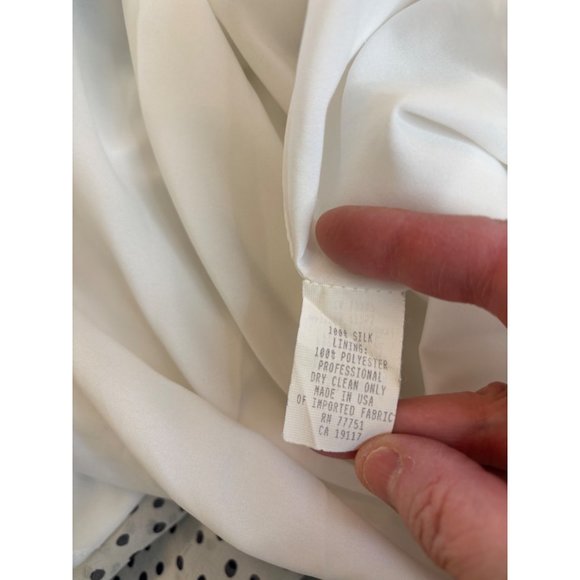 100% SILK
LINING:
100% POLYESTER
PROFESSIONAL
DRY CLEAN ONLY
MADE IN USA
OF IMPORTED FABRIC
RN 77751
CA 19117